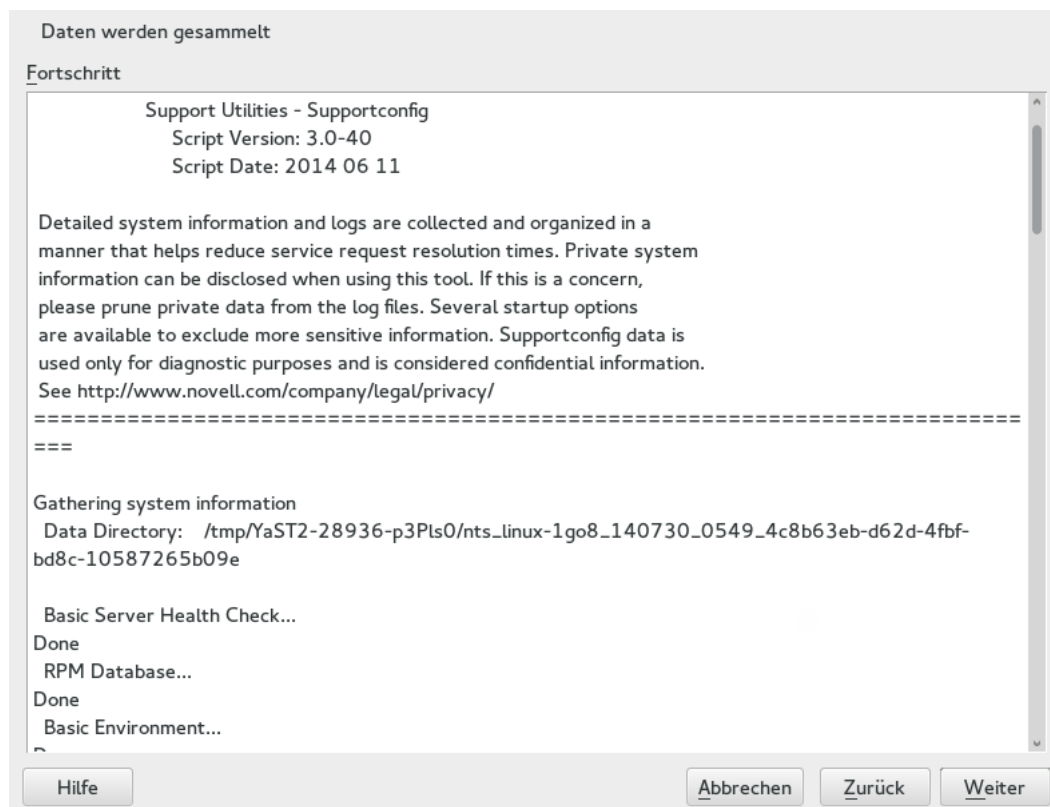 Daten werden gesammelt
Fortschritt
Support Utilities - Supportconfig
Script Version: 3.0-40
Script Date: 2014 06 11
Detailed system information and logs are collected and organized in a
manner that helps reduce service request resolution times. Private system
information can be disclosed when using this tool. If this is a concern,
please prune private data from the log files. Several startup options
are available to exclude more sensitive information. Supportconfig data is
used only for diagnostic purposes and is considered confidential information.
See http://www.novell.com/company/legal/privacy/
==========================================================================
===
Gathering system information
Data Directory: /tmp/YaST2-28936-p3Pls0/nts_linux-1go8_140730_0549_4c8b63eb-d62d-4fbf-
bd8c-10587265b09e
Basic Server Health Check...
Done
RPM Database...
Done
Basic Environment...
Hilfe
Abbrechen
Zurück
Weiter